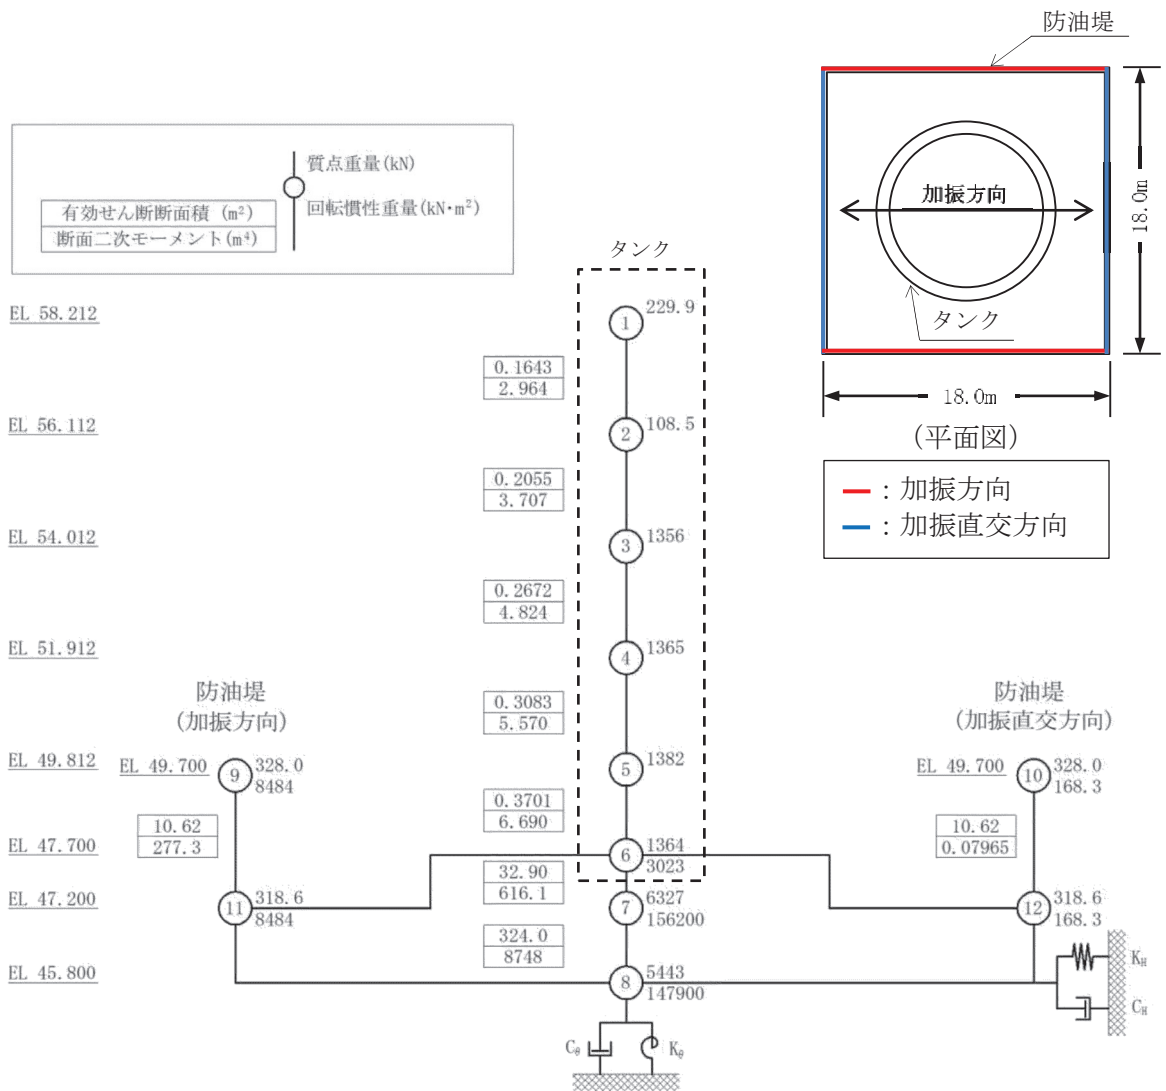 防油堤
質点重量(kN)
回転慣性重量(kN·m²)
有効せん断断面積 (m²)
断面二次モーメント(m⁴)
加振方向
18.0m
タンク
18.0m
(平面図)
: 加振方向
: 加振直交方向
タンク
EL 58.212
1
229.9
0.1643
2.964
EL 56.112
2
108.5
0.2055
3.707
EL 54.012
3
1356
0.2672
4.824
EL 51.912
4
1365
0.3083
5.570
防油堤
(加振方向)
防油堤
(加振直交方向)
EL 49.812
5
1382
EL 49.700
9
328.0
8484
EL 49.700
10
328.0
168.3
0.3701
6.690
10.62
277.3
10.62
0.07965
EL 47.700
6
1364
3023
32.90
616.1
EL 47.200
11
318.6
8484
7
6327
156200
12
318.6
168.3
324.0
8748
EL 45.800
8
5443
147900
K_H
C_H
C_θ
K_θ